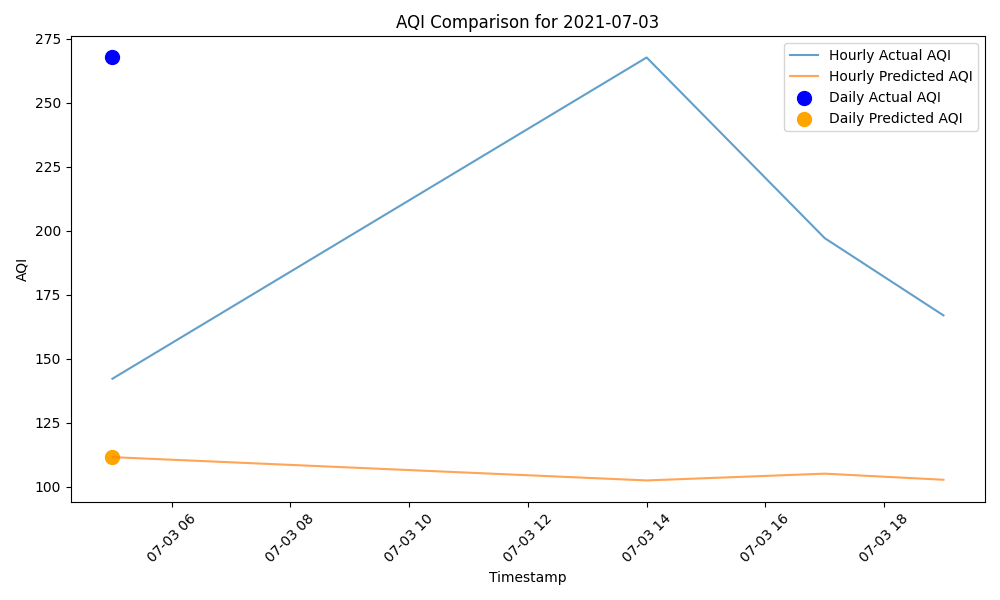 AQI Comparison for 2021-07-03
275
250
225
200
175
150
125
100
AQI
Hourly Actual AQI
Hourly Predicted AQI
Daily Actual AQI
Daily Predicted AQI
07-03 06
07-03 08
07-03 10
07-03 12
07-03 14
07-03 16
07-03 18
Timestamp